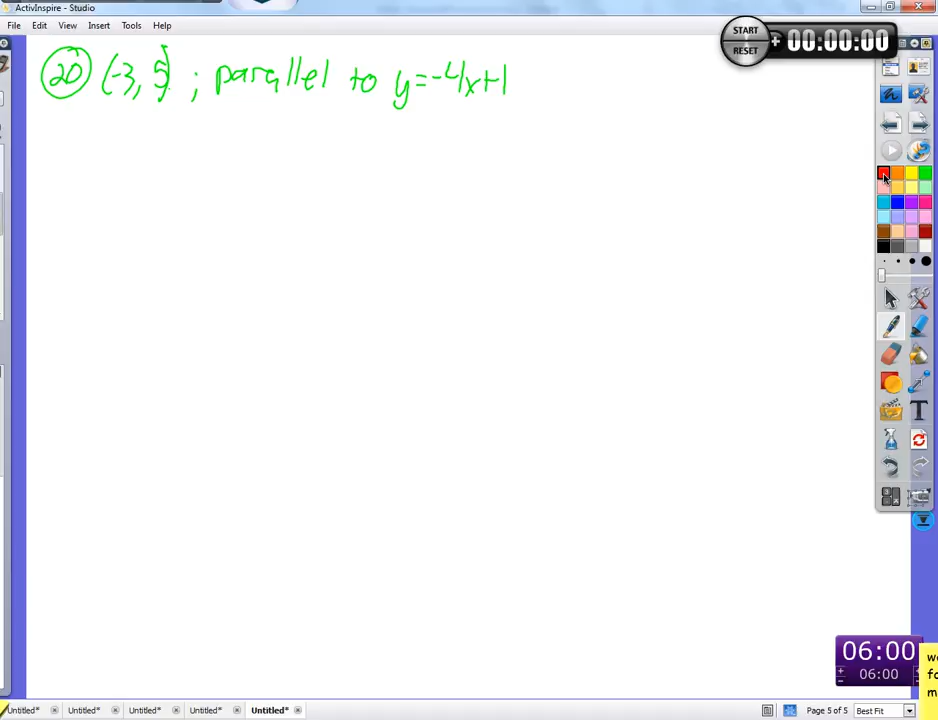 ActivInspire - Studio
File Edit View Insert Tools Help
START
RESET
+ 00:00:00
20 (-3, 5) ; parallel to y=-4x+1
06:00
06:00
Untitled* Untitled* Untitled* Untitled* Untitled*
Page 5 of 5 Best Fit